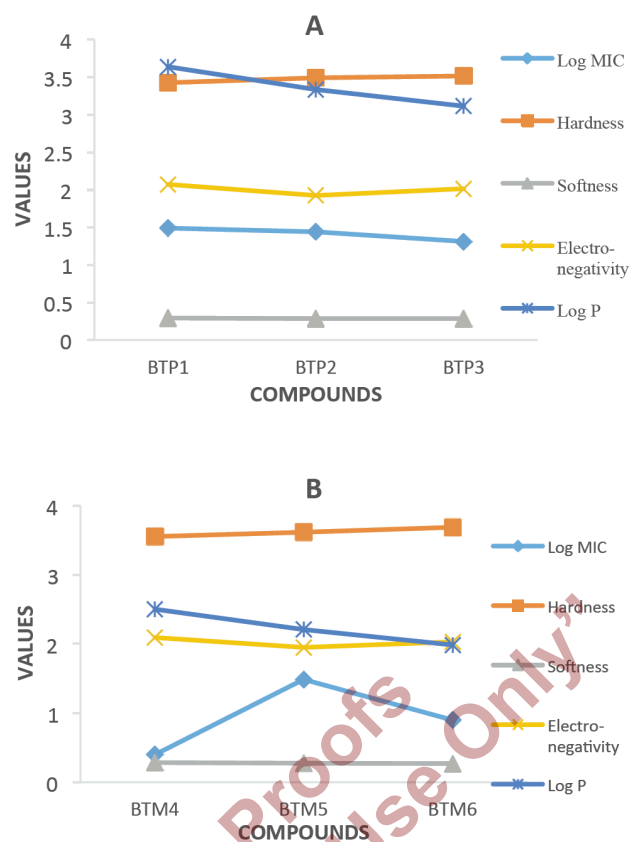 A
4
3.5
3
2.5
2
1.5
1
0.5
0
VALUES
BTP1 BTP2 BTP3
COMPOUNDS
Log MIC
Hardness
Softness
Electro-
negativity
Log P
B
4
3
2
1
0
VALUES
BTM4 BTM5 BTM6
COMPOUNDS
Log MIC
Hardness
Softness
Electro-
negativity
Log P
Proofs
Use Only”